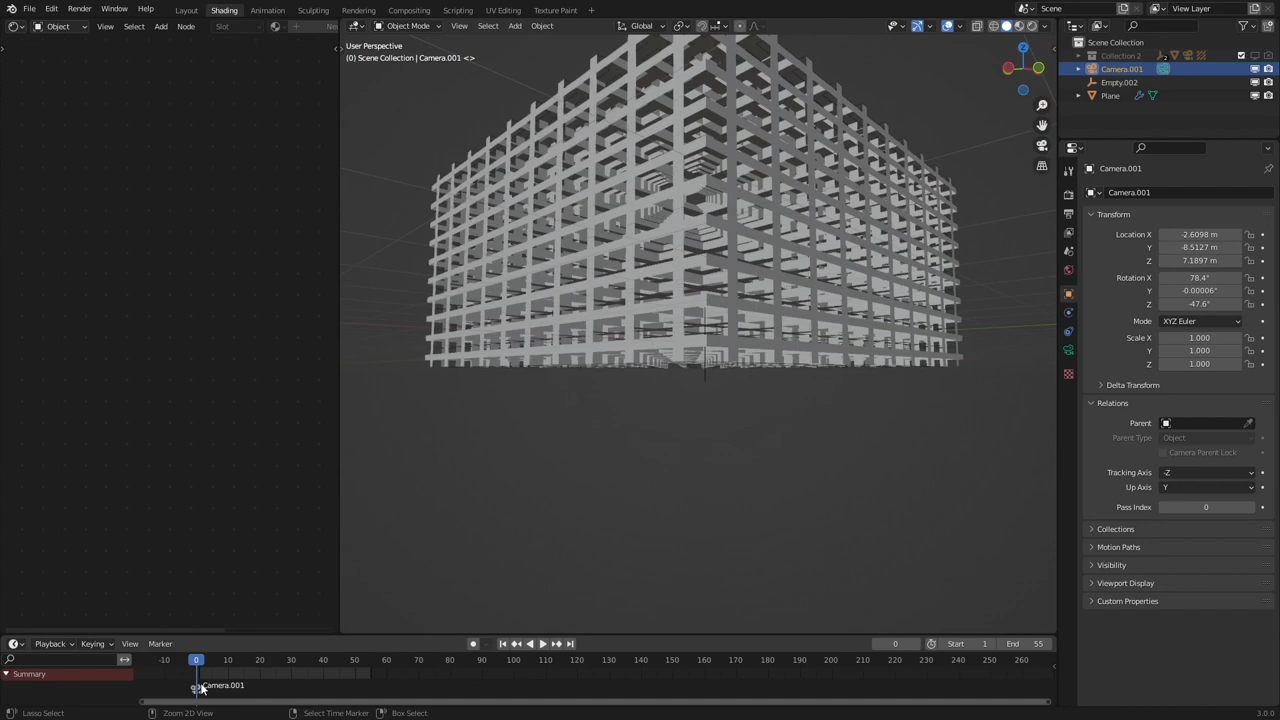 File Edit Render Window Help
Layout Shading Animation Sculpting Rendering Compositing Scripting UV Editing Texture Paint
Scene View Layer
Object View Select Add Node Slot
Object Mode View Select Add Object Global
User Perspective
(0) Scene Collection | Camera.001 <>
Scene Collection
Collection 2
Camera.001
Empty.002
Plane
Camera.001
Camera.001
Transform
Location X -2.6098 m
Y -8.5127 m
Z 7.1897 m
Rotation X 78.4°
Y -0.00006°
Z -47.6°
Mode XYZ Euler
Scale X 1.000
Y 1.000
Z 1.000
Delta Transform
Relations
Parent
Parent Type Object
Camera Parent Lock
Tracking Axis -Z
Up Axis Y
Pass Index 0
Collections
Motion Paths
Visibility
Viewport Display
Custom Properties
Playback Keying View Marker 0 Start 1 End 55
-10 0 10 20 30 40 50 60 70 80 90 100 110 120 130 140 150 160 170 180 190 200 210 220 230 240 250 260
Summary
Camera.001
Lasso Select Zoom 2D View Select Time Marker Box Select 3.0.0